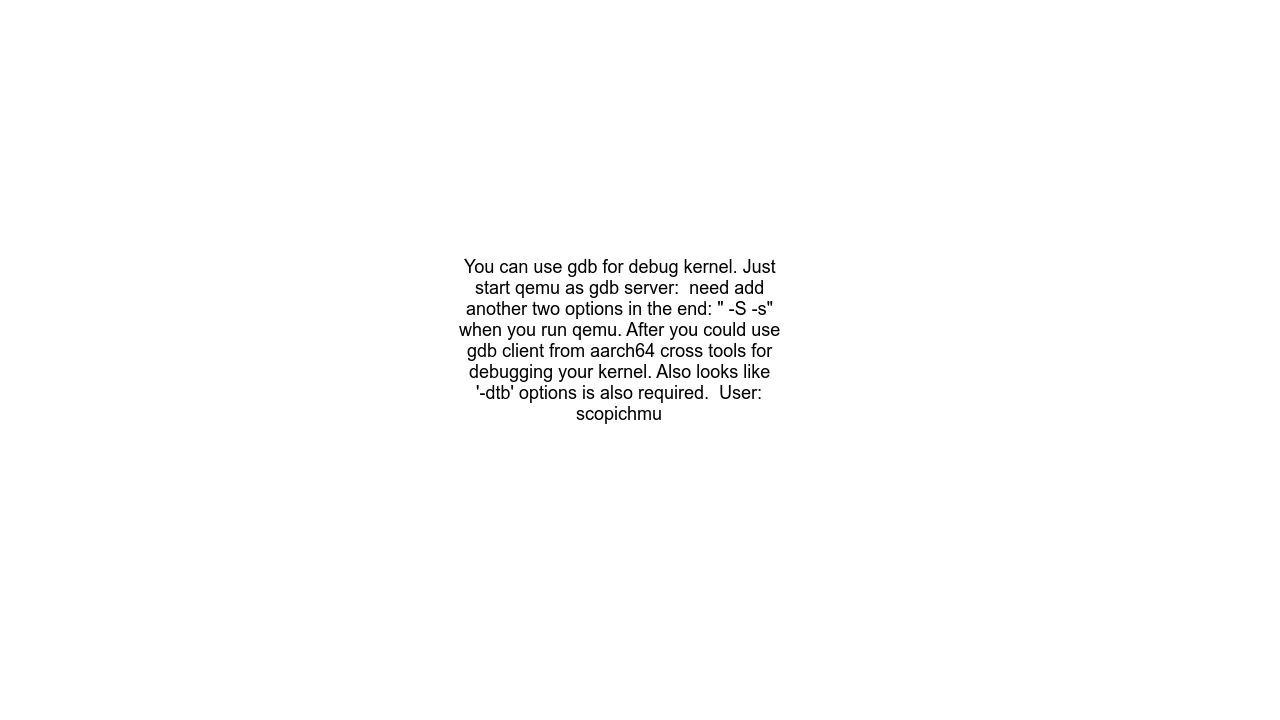 You can use gdb for debug kernel. Just
start qemu as gdb server:  need add
another two options in the end: " -S -s"
when you run qemu. After you could use
gdb client from aarch64 cross tools for
debugging your kernel. Also looks like
'-dtb' options is also required.  User:
scopichmu